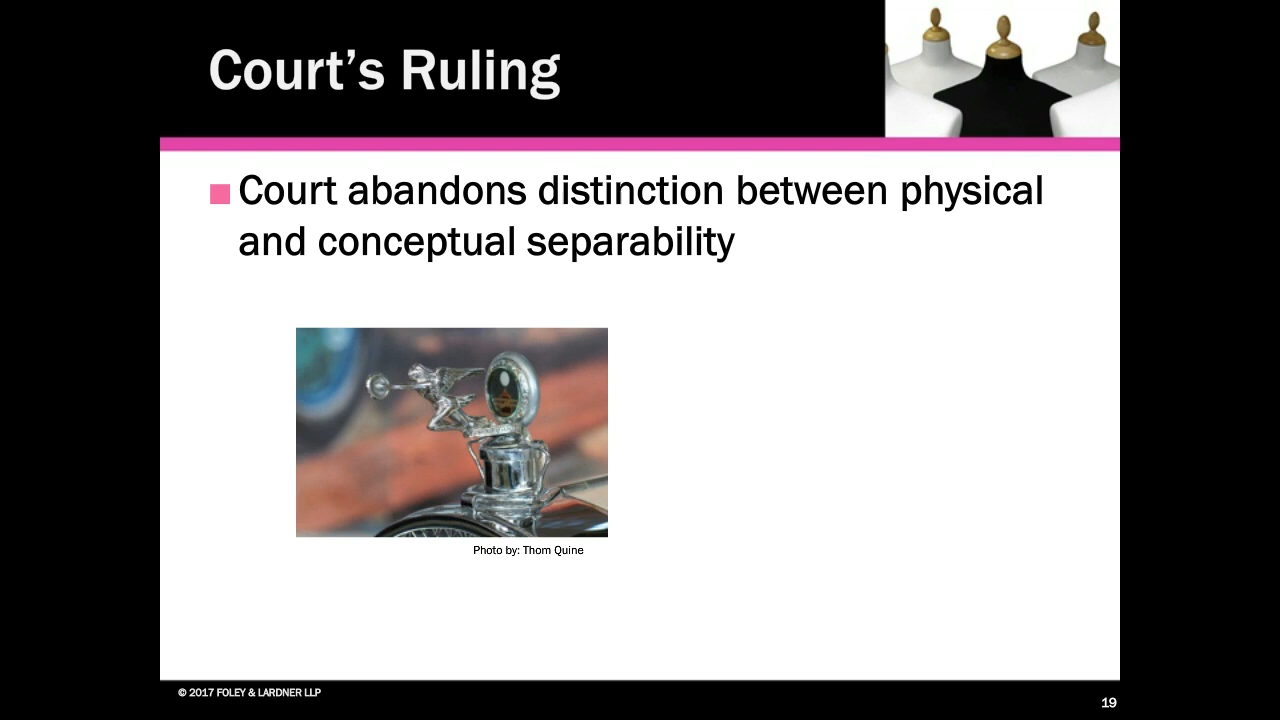 Court’s Ruling
■ Court abandons distinction between physical
and conceptual separability
Photo by: Thom Quine
© 2017 FOLEY & LARDNER LLP
19